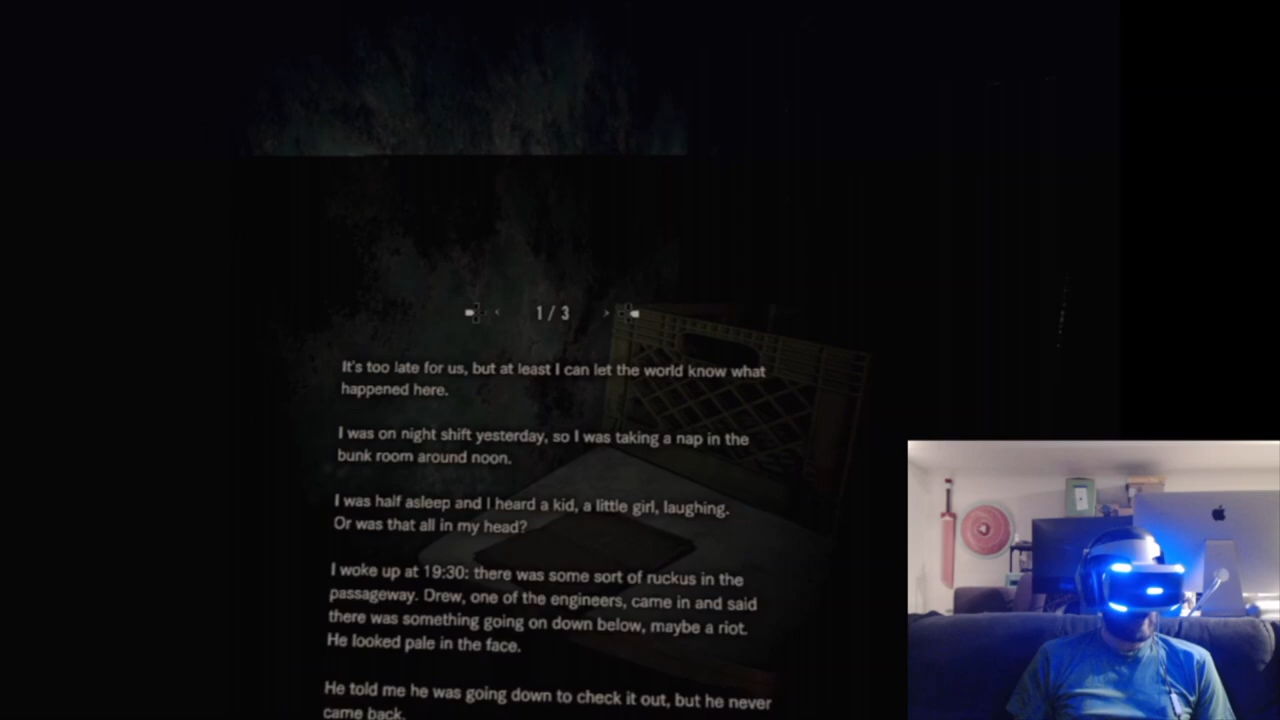 1 / 3
It's too late for us, but at least I can let the world know what
happened here.
I was on night shift yesterday, so I was taking a nap in the
bunk room around noon.
I was half asleep and I heard a kid, a little girl, laughing.
Or was that all in my head?
I woke up at 19:30: there was some sort of ruckus in the
passageway. Drew, one of the engineers, came in and said
there was something going on down below, maybe a riot.
He looked pale in the face.
He told me he was going down to check it out, but he never
came back.